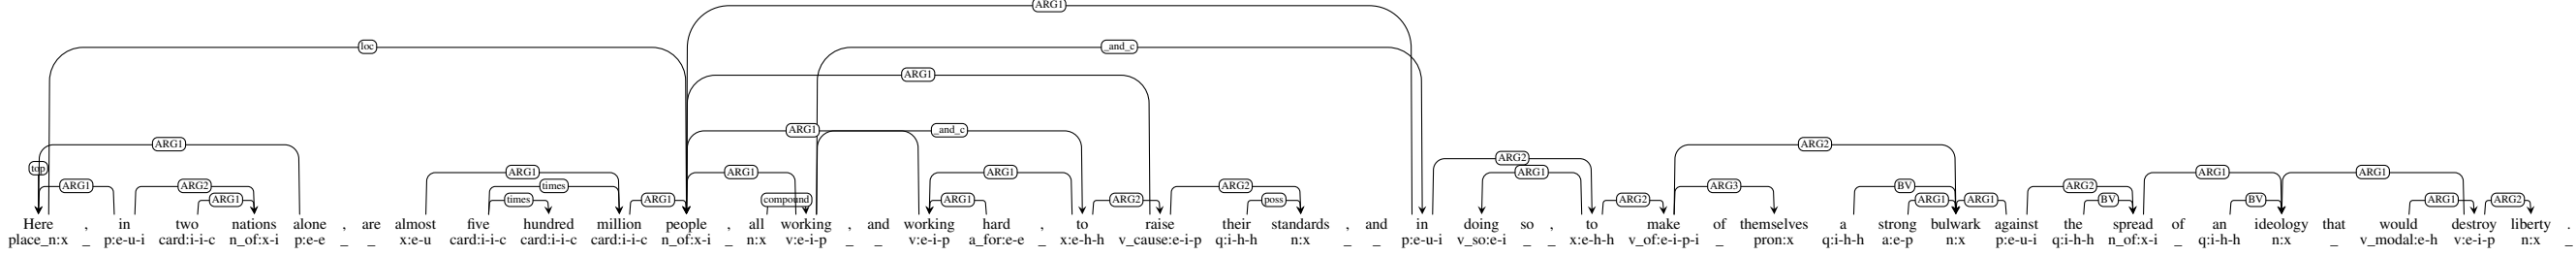 ARG1
loc _and_c
ARG1
ARG1 _and_c
ARG1 ARG2
top ARG1 ARG2 ARG1
ARG1 ARG1 ARG1 ARG1
ARG1 ARG2 times ARG2 ARG3 BV ARG2
ARG1 times ARG1 compound ARG1 ARG2 poss ARG2 ARG1 ARG1 BV BV ARG1 ARG2
Here , in two nations alone , are almost five hundred million people , all working , and working hard , to raise their standards , and in doing so , to make of themselves a strong bulwark against the spread of an ideology that would destroy liberty .
place_n:x _ p:e-u-i card:i-i-c n_of:x-i p:e-e _ _ x:e-u card:i-i-c card:i-i-c card:i-i-c n_of:x-i _ n:x v:e-i-p _ _ v:e-i-p a_for:e-e _ x:e-h-h v_cause:e-i-p q:i-h-h n:x _ _ p:e-u-i v_so:e-i _ _ x:e-h-h v_of:e-i-p-i _ pron:x q:i-h-h a:e-p n:x p:e-u-i q:i-h-h n_of:x-i _ q:i-h-h n:x _ v_modal:e-h v:e-i-p n:x _